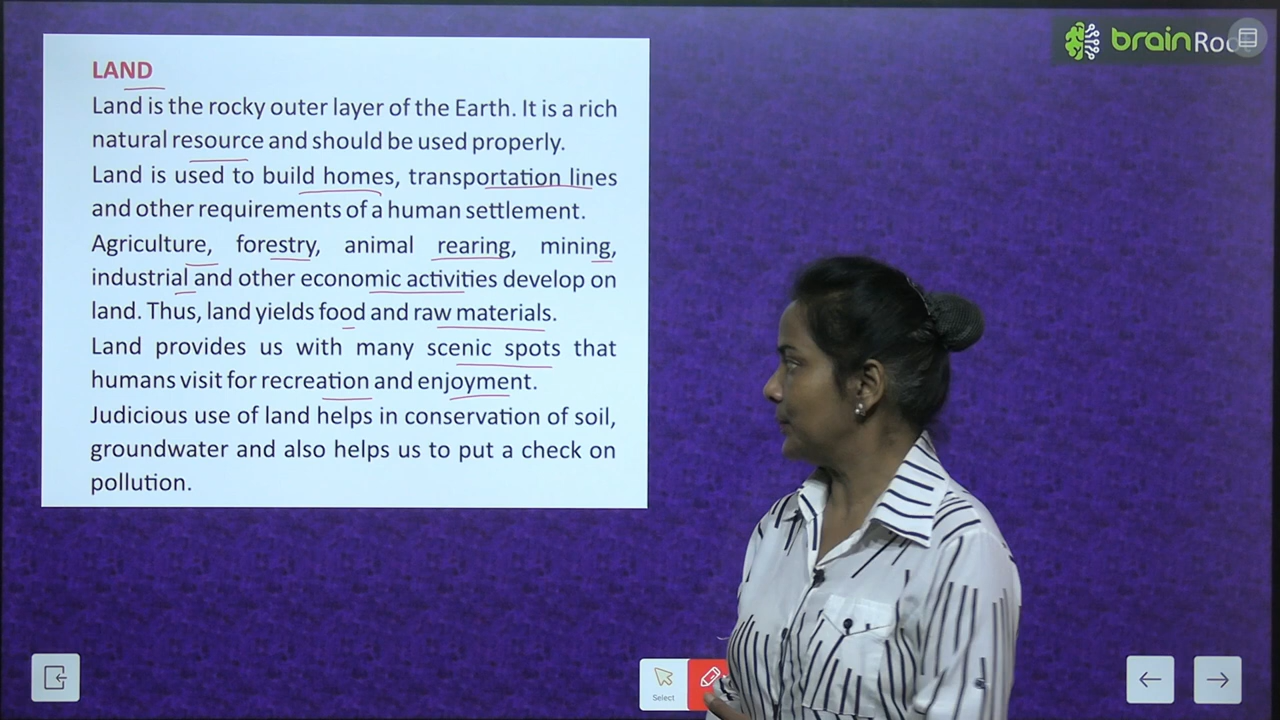 LAND
Land is the rocky outer layer of the Earth. It is a rich
natural resource and should be used properly.
Land is used to build homes, transportation lines
and other requirements of a human settlement.
Agriculture, forestry, animal rearing, mining,
industrial and other economic activities develop on
land. Thus, land yields food and raw materials.
Land provides us with many scenic spots that
humans visit for recreation and enjoyment.
Judicious use of land helps in conservation of soil,
groundwater and also helps us to put a check on
pollution.
brain
Select